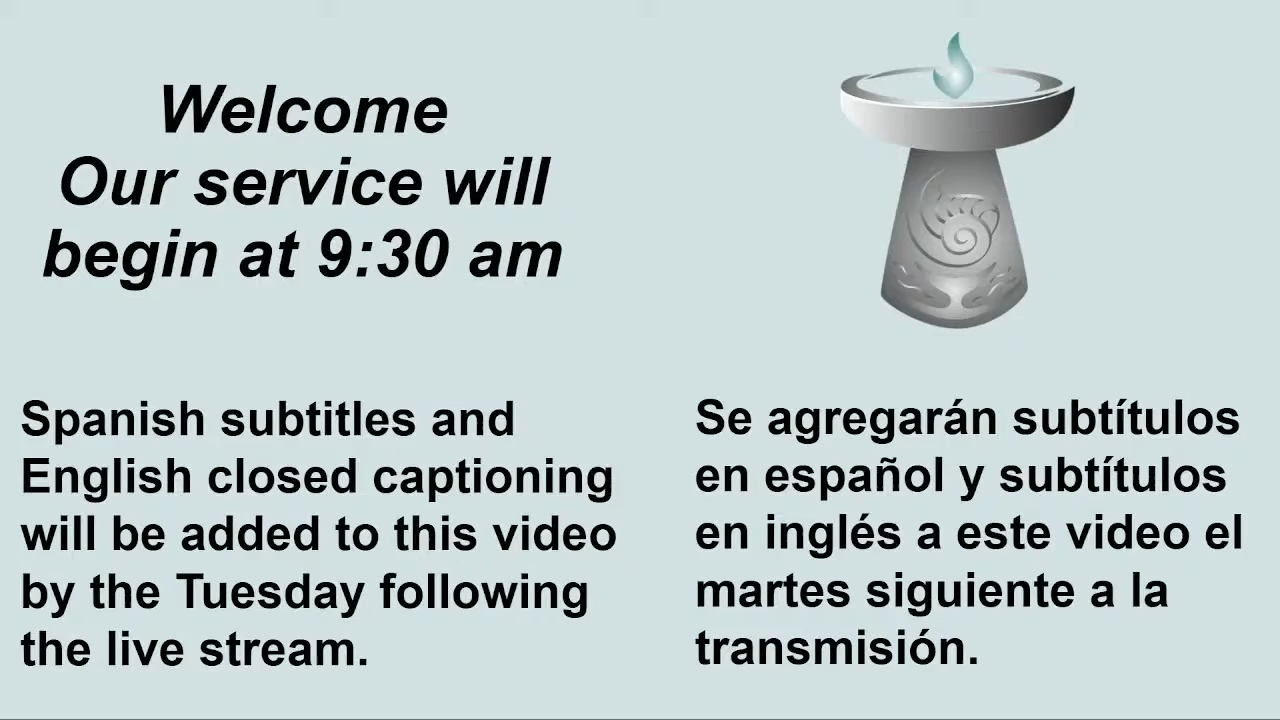 Welcome
Our service will
begin at 9:30 am
Spanish subtitles and
English closed captioning
will be added to this video
by the Tuesday following
the live stream.
Se agregarán subtítulos
en español y subtítulos
en inglés a este video el
martes siguiente a la
transmisión.